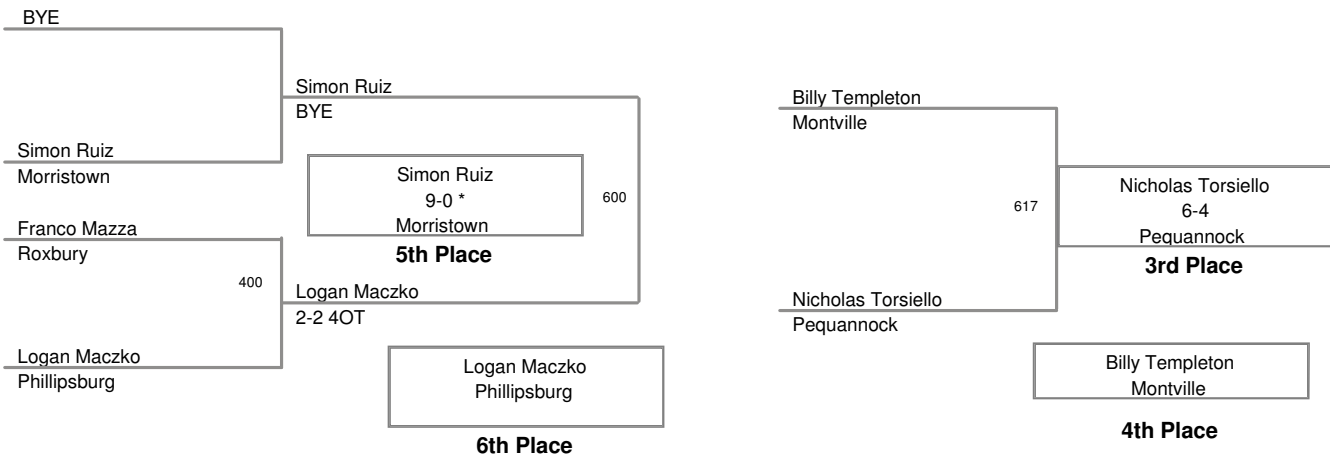 BYE
Simon Ruiz
BYE
Simon Ruiz
Morristown
Simon Ruiz
9-0 *
Morristown
5th Place
600
Franco Mazza
Roxbury
400
Logan Maczko
2-2 4OT
Logan Maczko
Phillipsburg
Logan Maczko
Phillipsburg
6th Place
Billy Templeton
Montville
617
Nicholas Torsiello
6-4
Pequannock
3rd Place
Nicholas Torsiello
Pequannock
Billy Templeton
Montville
4th Place